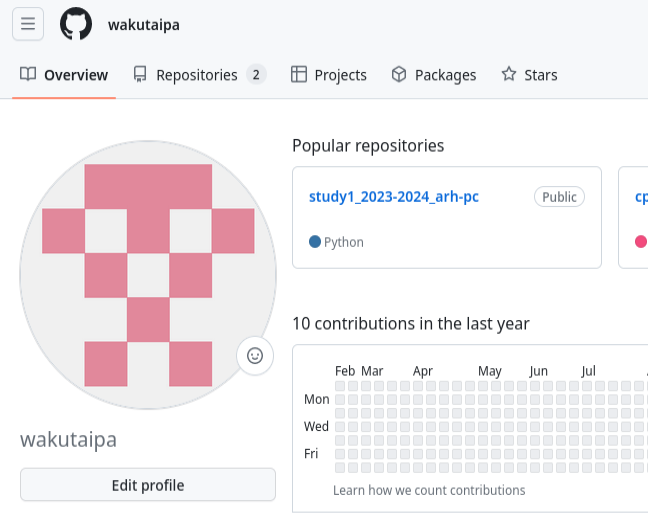 wakutaipa
Overview
Repositories 2
Projects
Packages
Stars
Popular repositories
study1_2023-2024_arh-pc
Public
cp
Python
10 contributions in the last year
Feb Mar Apr May Jun Jul
Mon
Wed
Fri
Learn how we count contributions
wakutaipa
Edit profile